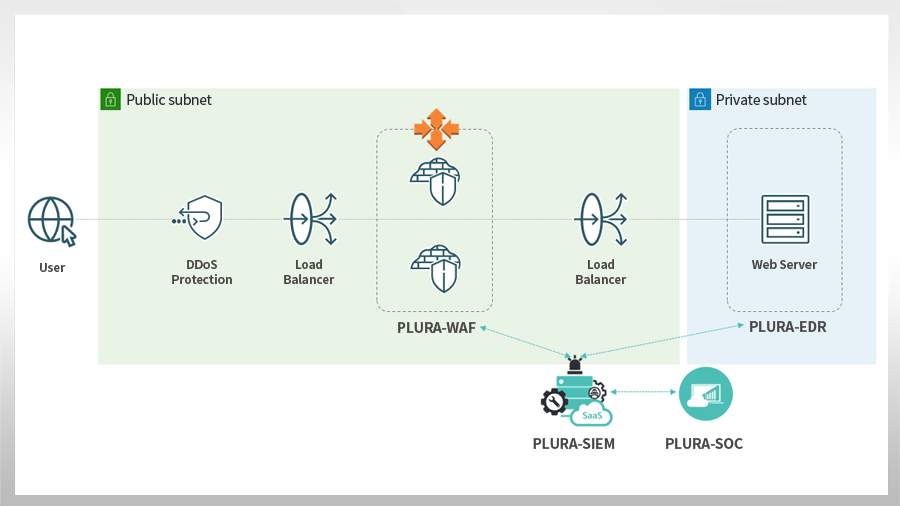 Public subnet
Private subnet
User
DDoS
Protection
Load
Balancer
Load
Balancer
Web Server
PLURA-WAF
PLURA-EDR
SaaS
PLURA-SIEM
PLURA-SOC